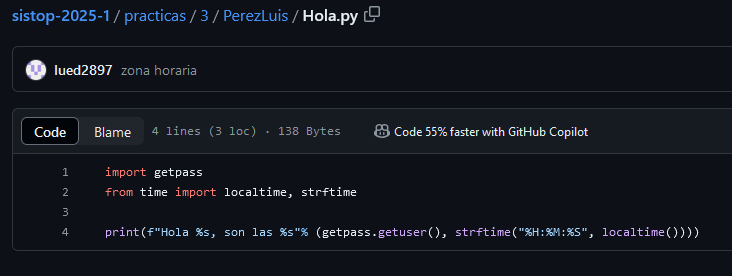 sistop-2025-1 / practicas / 3 / PerezLuis / Hola.py
lued2897 zona horaria
Code Blame 4 lines (3 loc) · 138 Bytes Code 55% faster with GitHub Copilot
1 import getpass
2 from time import localtime, strftime
3
4 print(f"Hola %s, son las %s"% (getpass.getuser(), strftime("%H:%M:%S", localtime())))